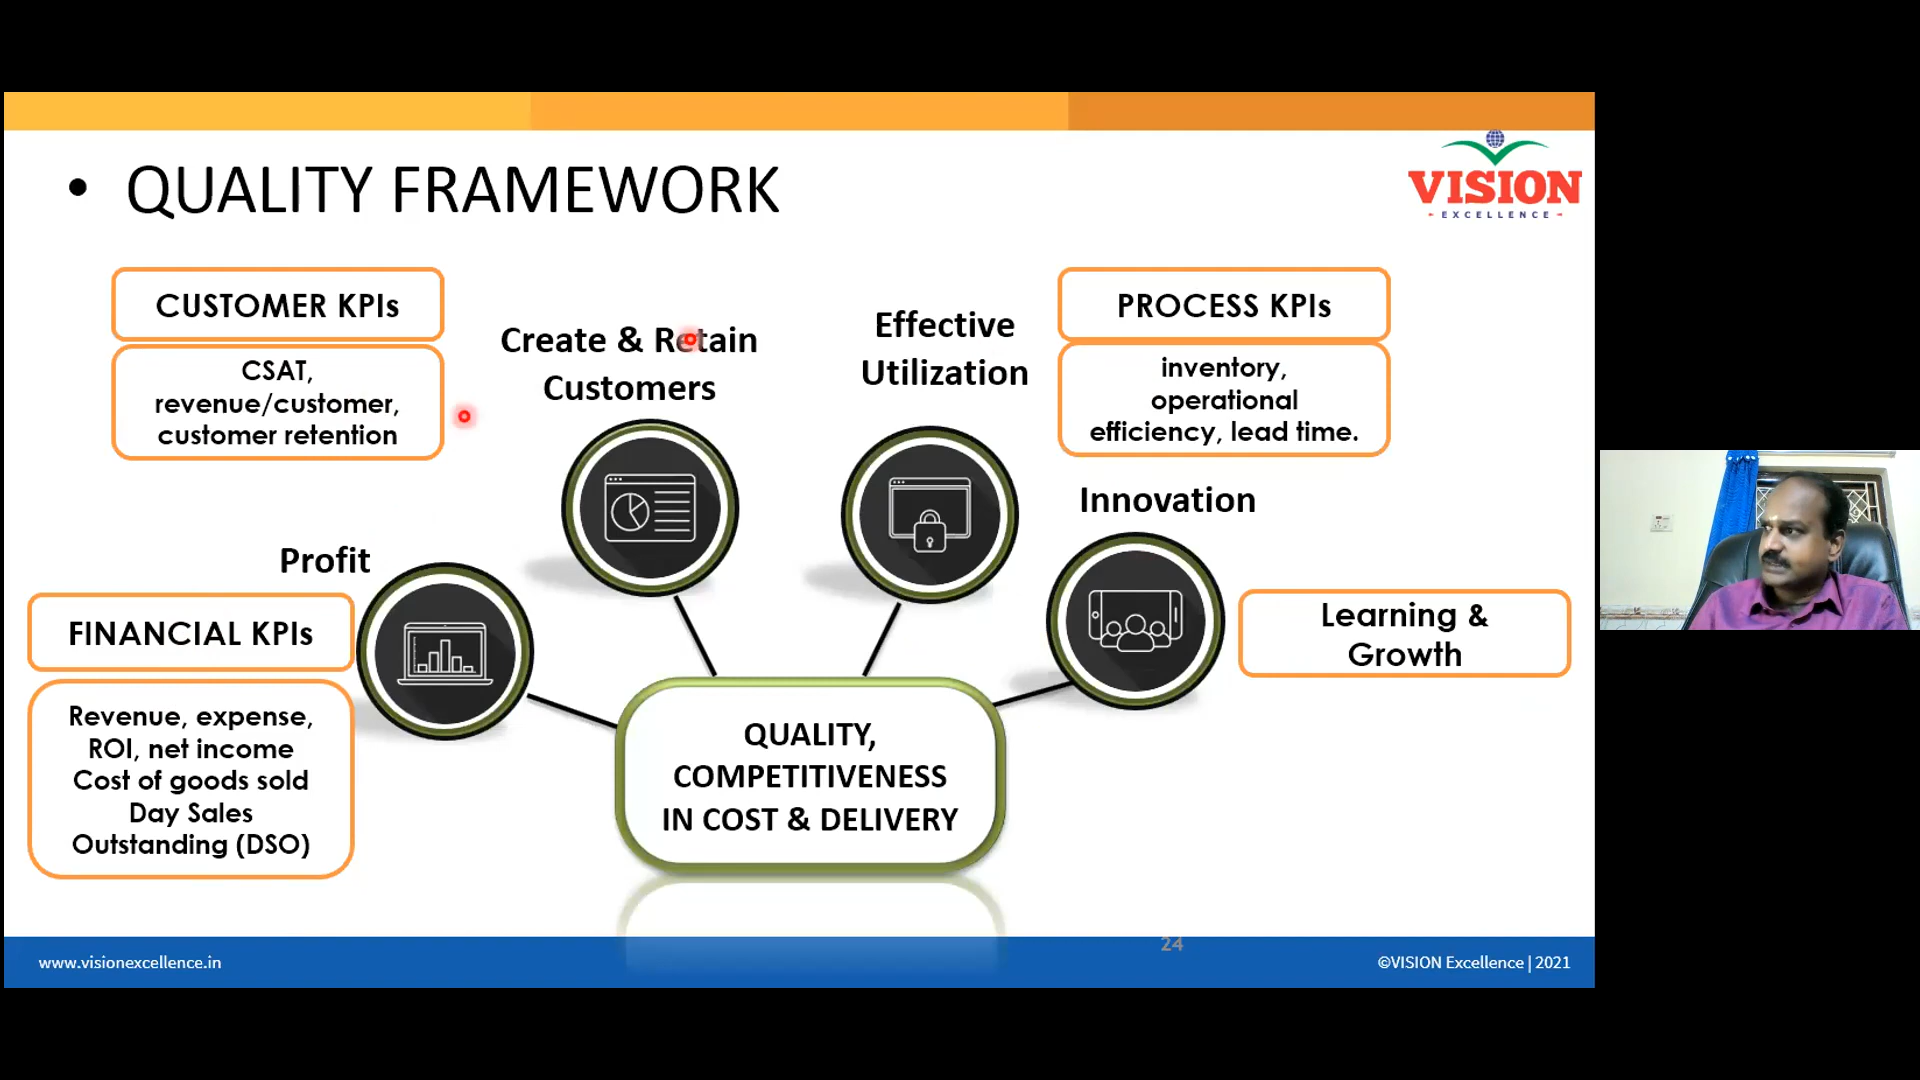 • QUALITY FRAMEWORK
VISION
EXCELLENCE
CUSTOMER KPIs
CSAT,
revenue/customer,
customer retention
Create & Retain
Customers
Effective
Utilization
PROCESS KPIs
inventory,
operational
efficiency, lead time.
Innovation
Profit
FINANCIAL KPIs
Revenue, expense,
ROI, net income
Cost of goods sold
Day Sales
Outstanding (DSO)
Learning &
Growth
QUALITY,
COMPETITIVENESS
IN COST & DELIVERY
24
www.visionexcellence.in
©VISION Excellence | 2021